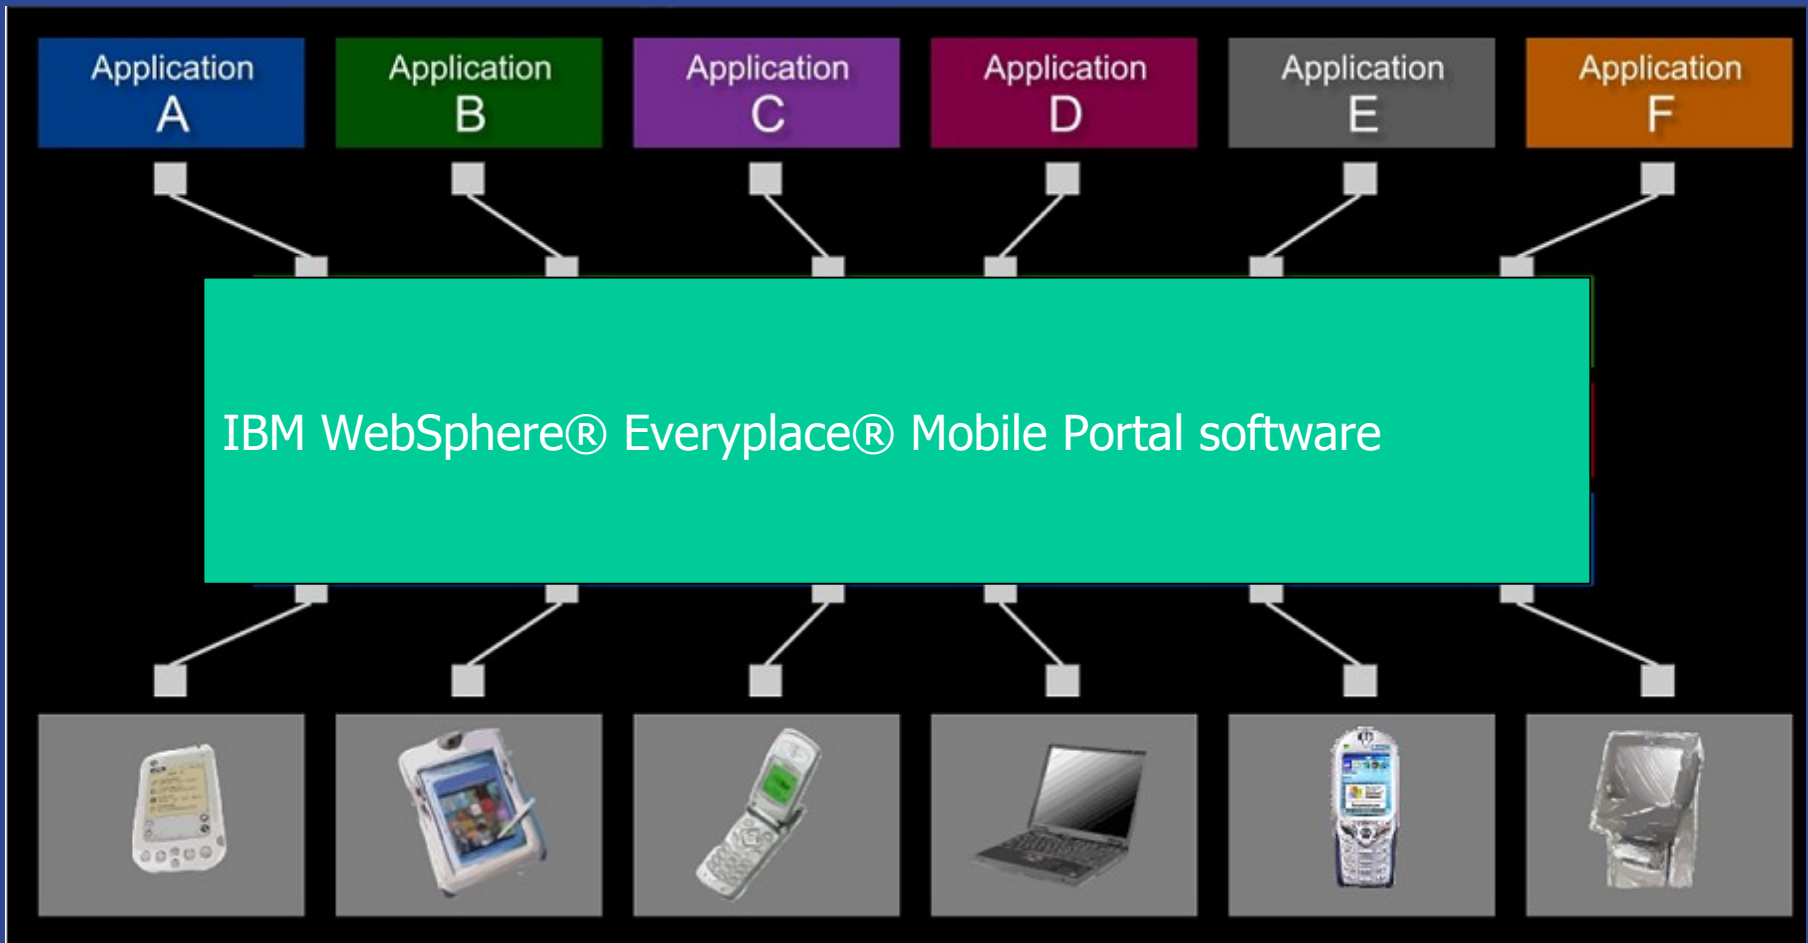 Application
A
Application
B
Application
C
Application
D
Application
E
Application
F
IBM WebSphere® Everyplace® Mobile Portal software